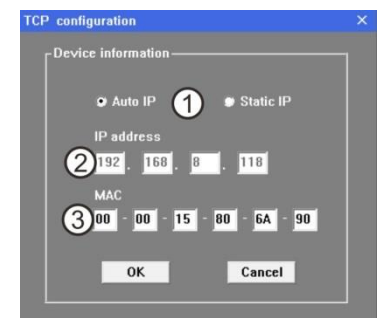 TCP configuration ×
Device information
Auto IP ① Static IP
IP address
② 192 . 168 . 8 . 118
MAC
③ 00 - 00 - 15 - 80 - 6A - 90
OK Cancel